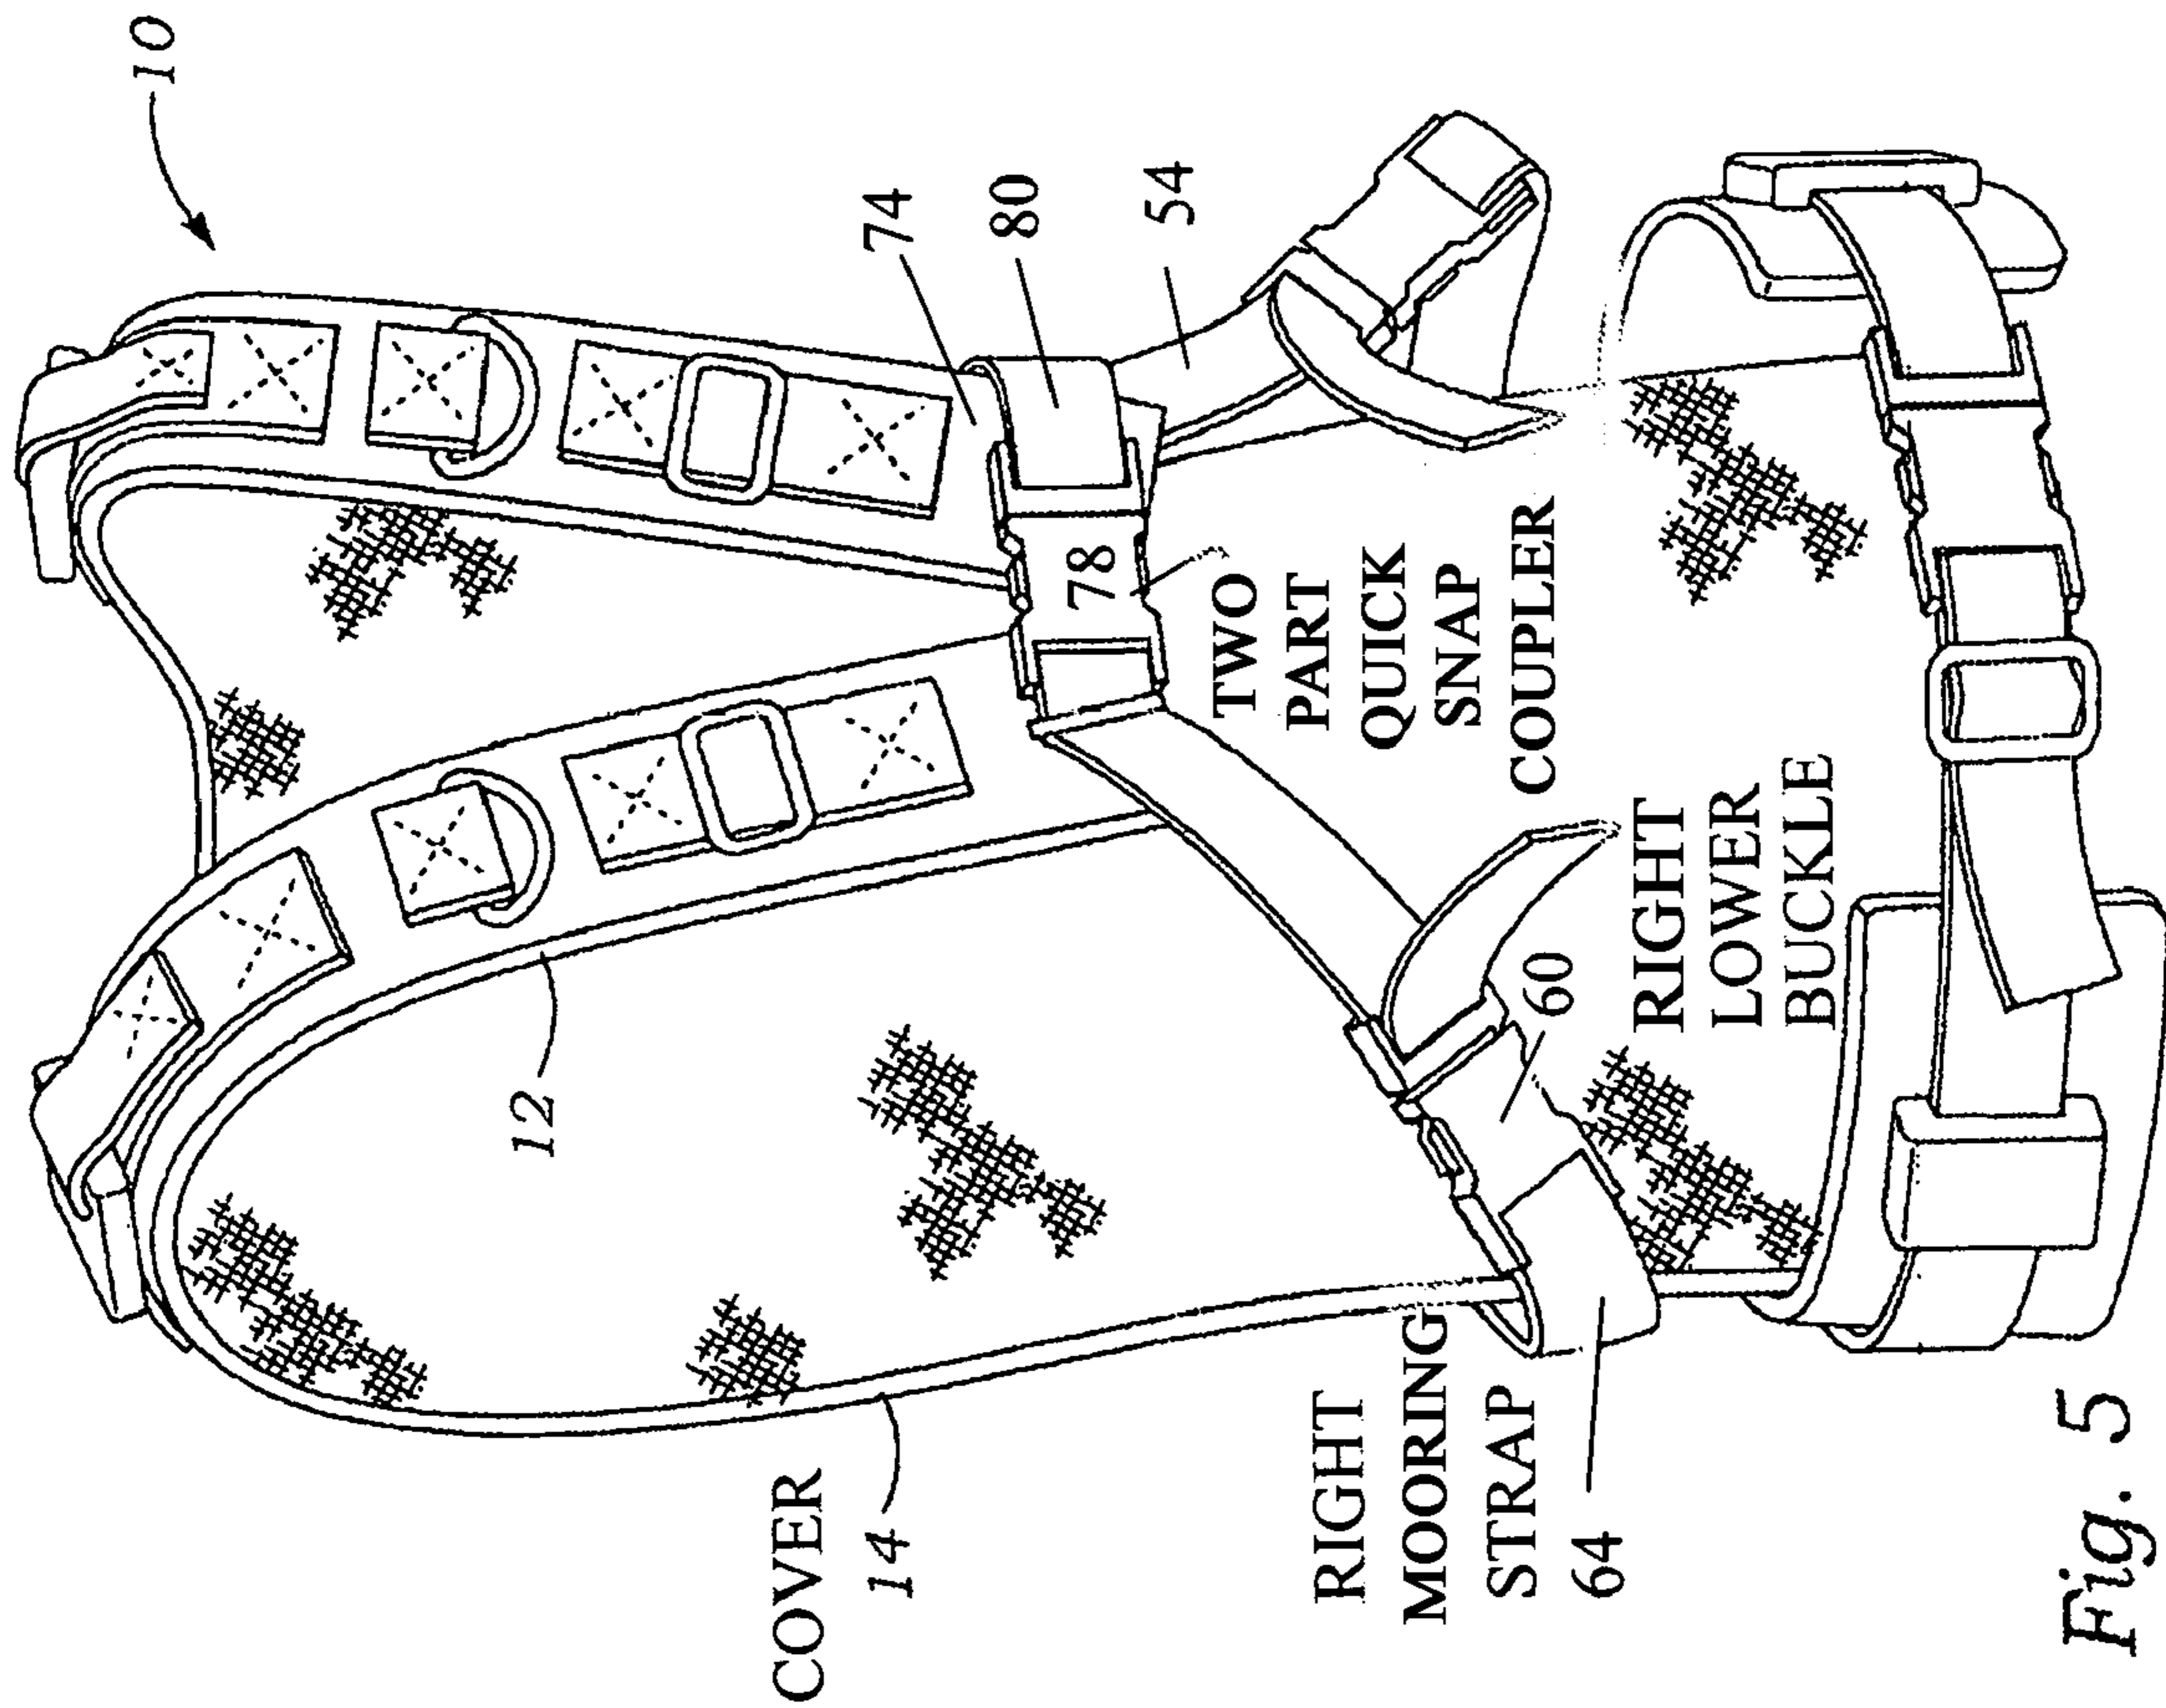 10
74
80
54
78
TWO
PART
QUICK
SNAP
COUPLER
12
RIGHT
LOWER
BUCKLE
60
COVER
14
RIGHT
MOORING
STRAP
64
Fig. 5